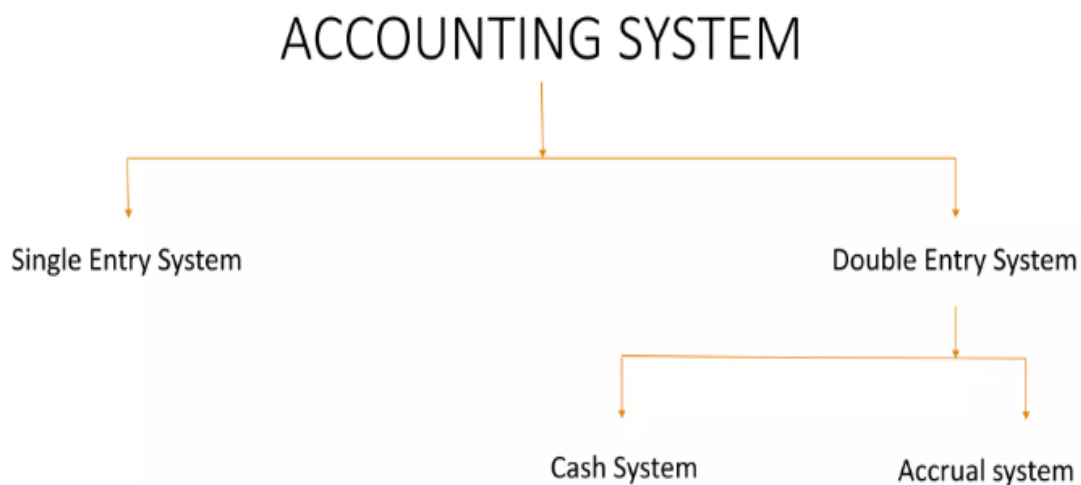 ACCOUNTING SYSTEM
Single Entry System
Double Entry System
Cash System
Accrual system